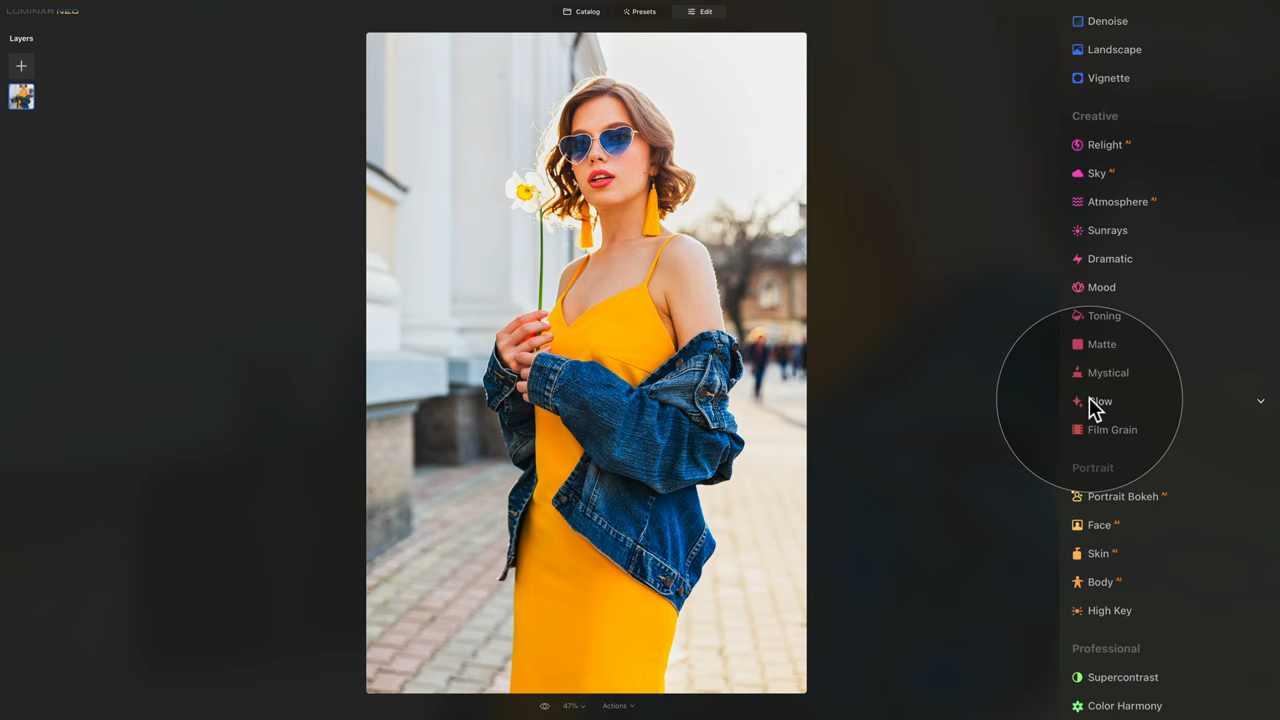 LUMINAR NEO
Catalog
Presets
Edit
Layers
Denoise
Landscape
Vignette
Creative
Relight AI
Sky AI
Atmosphere AI
Sunrays
Dramatic
Mood
Toning
Matte
Mystical
Glow
Film Grain
Portrait
Portrait Bokeh AI
Face AI
Skin AI
Body AI
High Key
Professional
Supercontrast
Color Harmony
47%
Actions